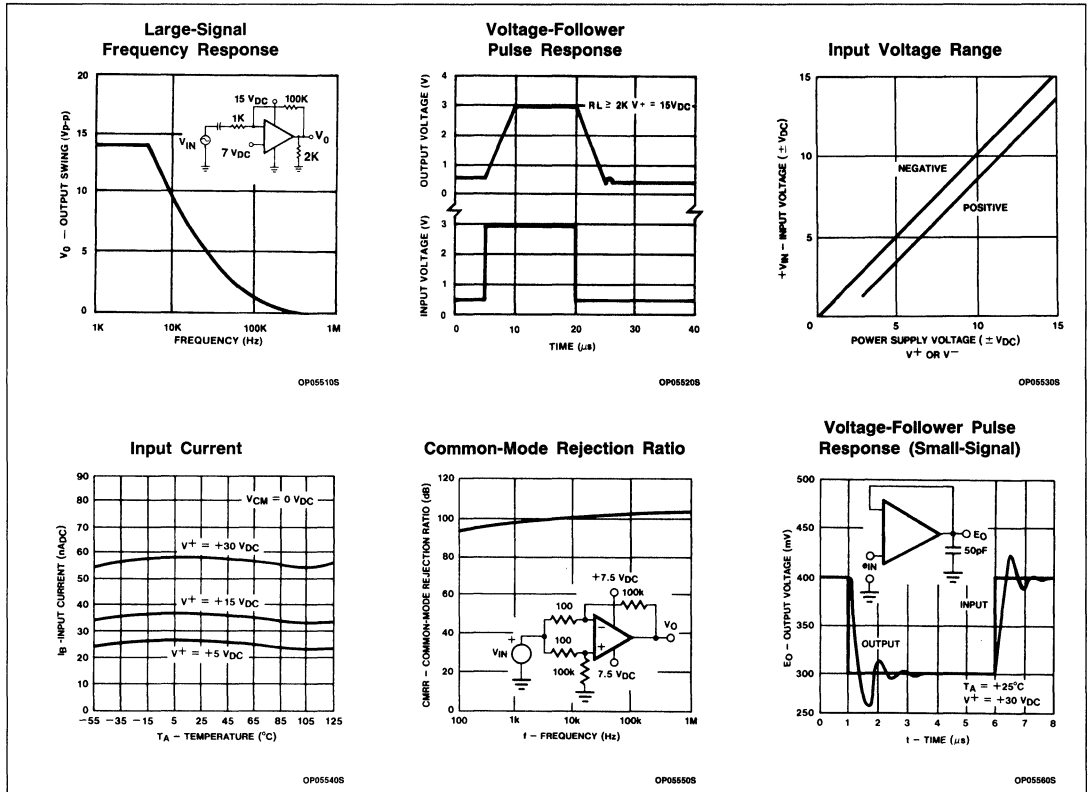 Large-Signal
Frequency Response
20
15
10
5
0
V0 – OUTPUT SWING (Vp-p)
15 VDC
100K
1K
VIN
V0
7 VDC
2K
1K
10K
100K
1M
FREQUENCY (Hz)
OP05510S
Voltage-Follower
Pulse Response
4
3
2
1
0
OUTPUT VOLTAGE (V)
RL ≥ 2K V+ = 15VDC
3
2
1
0
INPUT VOLTAGE (V)
0
10
20
30
40
TIME (μs)
OP05520S
Input Voltage Range
15
10
5
0
+VIN – INPUT VOLTAGE (± VDC)
NEGATIVE
POSITIVE
5
10
15
POWER SUPPLY VOLTAGE (± VDC)
V+ OR V−
OP05530S
Input Current
90
80
70
60
50
40
30
20
10
0
IB -INPUT CURRENT (nADC)
VCM = 0 VDC
V+ = +30 VDC
V+ = +15 VDC
V+ = +5 VDC
−55 −35 −15 5 25 45 65 85 105 125
TA – TEMPERATURE (°C)
OP05540S
Common-Mode Rejection Ratio
120
100
80
60
40
20
0
CMRR – COMMON-MODE REJECTION RATIO (dB)
+7.5 VDC
100k
100
VO
100
VIN
+
−
+
100k
7.5 VDC
100
1k
10k
100k
1M
f – FREQUENCY (Hz)
OP05550S
Voltage-Follower Pulse
Response (Small-Signal)
500
450
400
350
300
250
EO – OUTPUT VOLTAGE (mV)
EO
50pF
eIN
INPUT
OUTPUT
TA = +25°C
V+ = +30 VDC
0 1 2 3 4 5 6 7 8
t – TIME (μs)
OP05560S